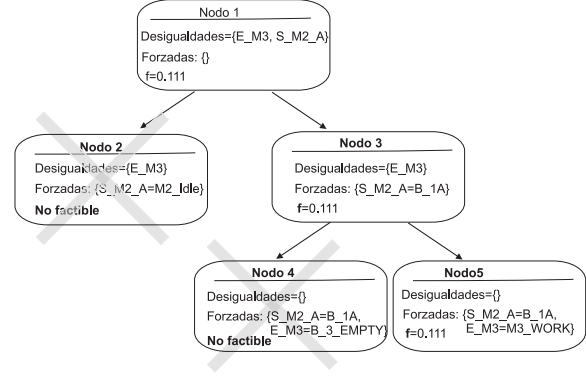 Nodo 1
Desigualdades={E_M3, S_M2_A}
Forzadas: {}
f=0.111
Nodo 2
Desigualdades={E_M3}
Forzadas: {S_M2_A=M2_Idle}
No factible
Nodo 3
Desigualdades={E_M3}
Forzadas: {S_M2_A=B_1A}
f=0.111
Nodo 4
Desigualdades={}
Forzadas: {S_M2_A=B_1A,
E_M3=B_3_EMPTY}
No factible
Nodo5
Desigualdades={}
Forzadas: {S_M2_A=B_1A,
E_M3=M3_WORK}
f=0.111